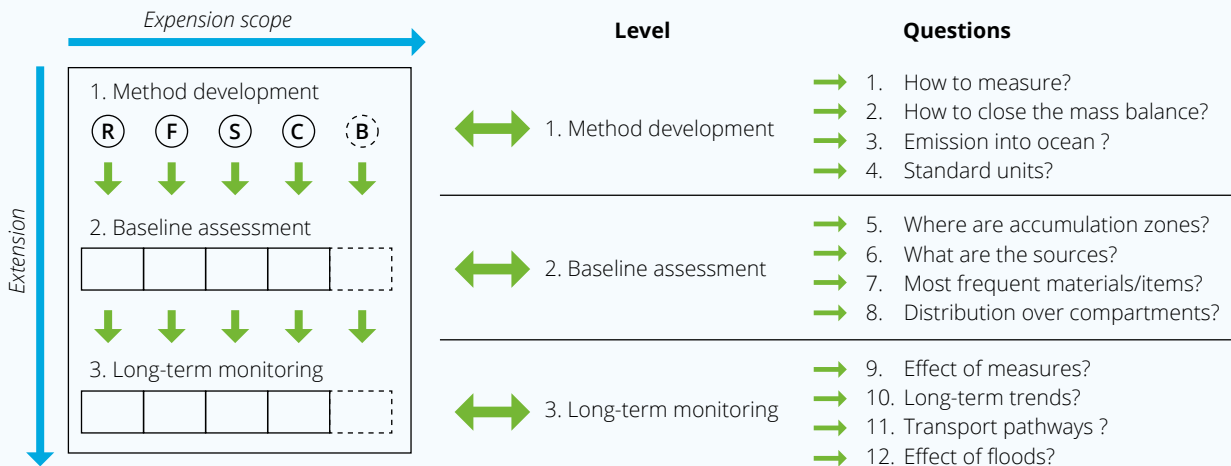 Expension scope
Extension
1. Method development
R F S C B
2. Baseline assessment
3. Long-term monitoring
Level Questions
1. Method development
1. How to measure?
2. How to close the mass balance?
3. Emission into ocean ?
4. Standard units?
2. Baseline assessment
5. Where are accumulation zones?
6. What are the sources?
7. Most frequent materials/items?
8. Distribution over compartments?
3. Long-term monitoring
9. Effect of measures?
10. Long-term trends?
11. Transport pathways ?
12. Effect of floods?